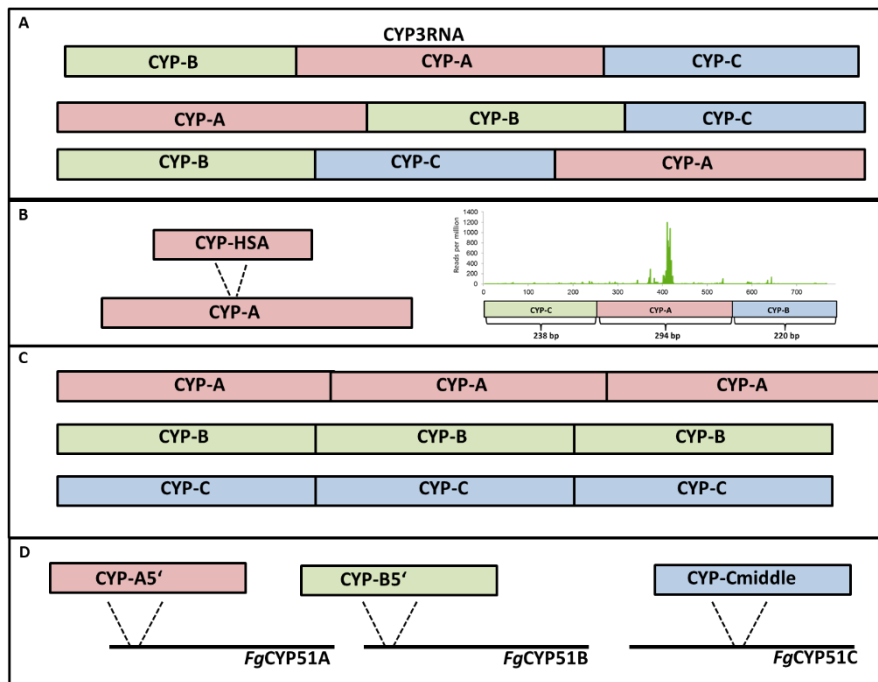 A
CYP3RNA
CYP-B CYP-A CYP-C
CYP-A CYP-B CYP-C
CYP-B CYP-C CYP-A
B
CYP-HSA
CYP-A
Reads per million
1400
1200
1000
800
600
400
200
0
0 100 200 300 400 500 600 700
CYP-C CYP-A CYP-B
238 bp 294 bp 220 bp
C
CYP-A CYP-A CYP-A
CYP-B CYP-B CYP-B
CYP-C CYP-C CYP-C
D
CYP-A5‘ CYP-B5‘ CYP-Cmiddle
FgCYP51A FgCYP51B FgCYP51C